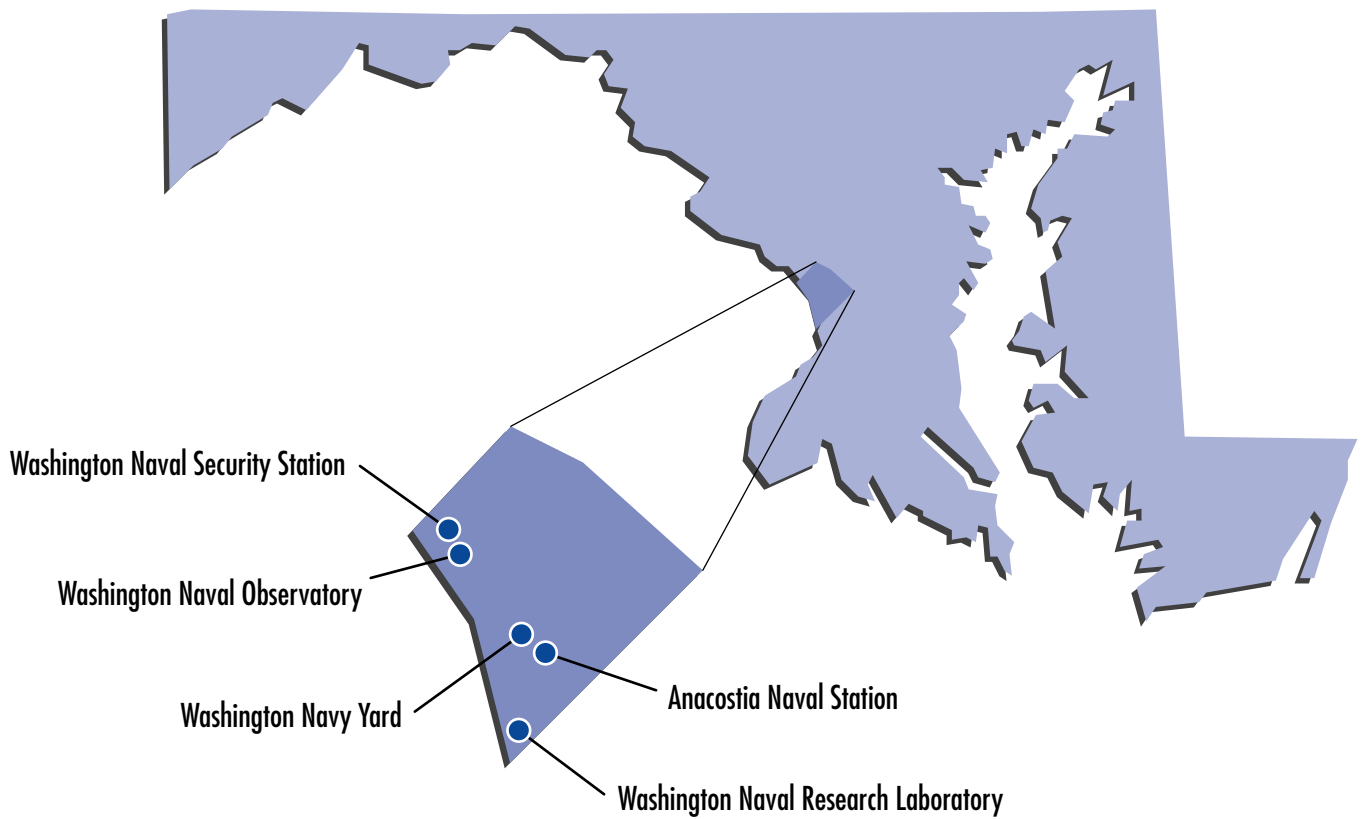 Washington Naval Security Station
Washington Naval Observatory
Washington Navy Yard
Anacostia Naval Station
Washington Naval Research Laboratory